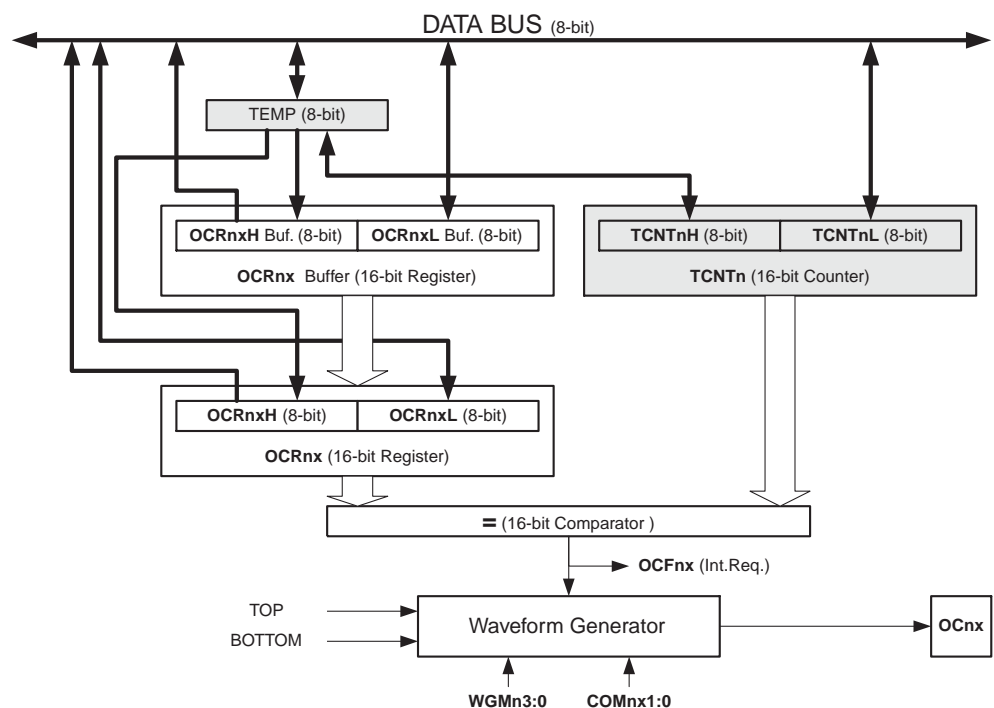 DATA BUS (8-bit)
TEMP (8-bit)
OCRnxH Buf. (8-bit)
OCRnxL Buf. (8-bit)
OCRnx Buffer (16-bit Register)
TCNTnH (8-bit)
TCNTnL (8-bit)
TCNTn (16-bit Counter)
OCRnxH (8-bit)
OCRnxL (8-bit)
OCRnx (16-bit Register)
= (16-bit Comparator )
OCFnx (Int.Req.)
TOP
BOTTOM
Waveform Generator
OCnx
WGMn3:0
COMnx1:0